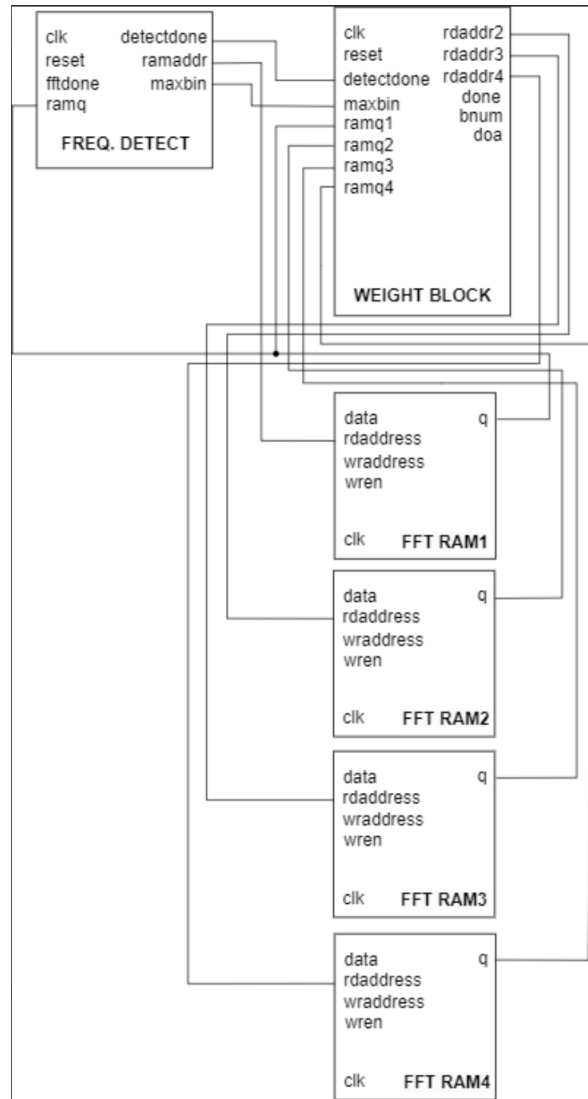 clk detectdone
reset ramaddr
fftdone maxbin
ramq
FREQ. DETECT
clk rdaddr2
reset rdaddr3
detectdone rdaddr4
maxbin done
ramq1 bnum
ramq2 doa
ramq3
ramq4
WEIGHT BLOCK
data q
rdaddress
wraddress
wren
clk FFT RAM1
data q
rdaddress
wraddress
wren
clk FFT RAM2
data q
rdaddress
wraddress
wren
clk FFT RAM3
data q
rdaddress
wraddress
wren
clk FFT RAM4